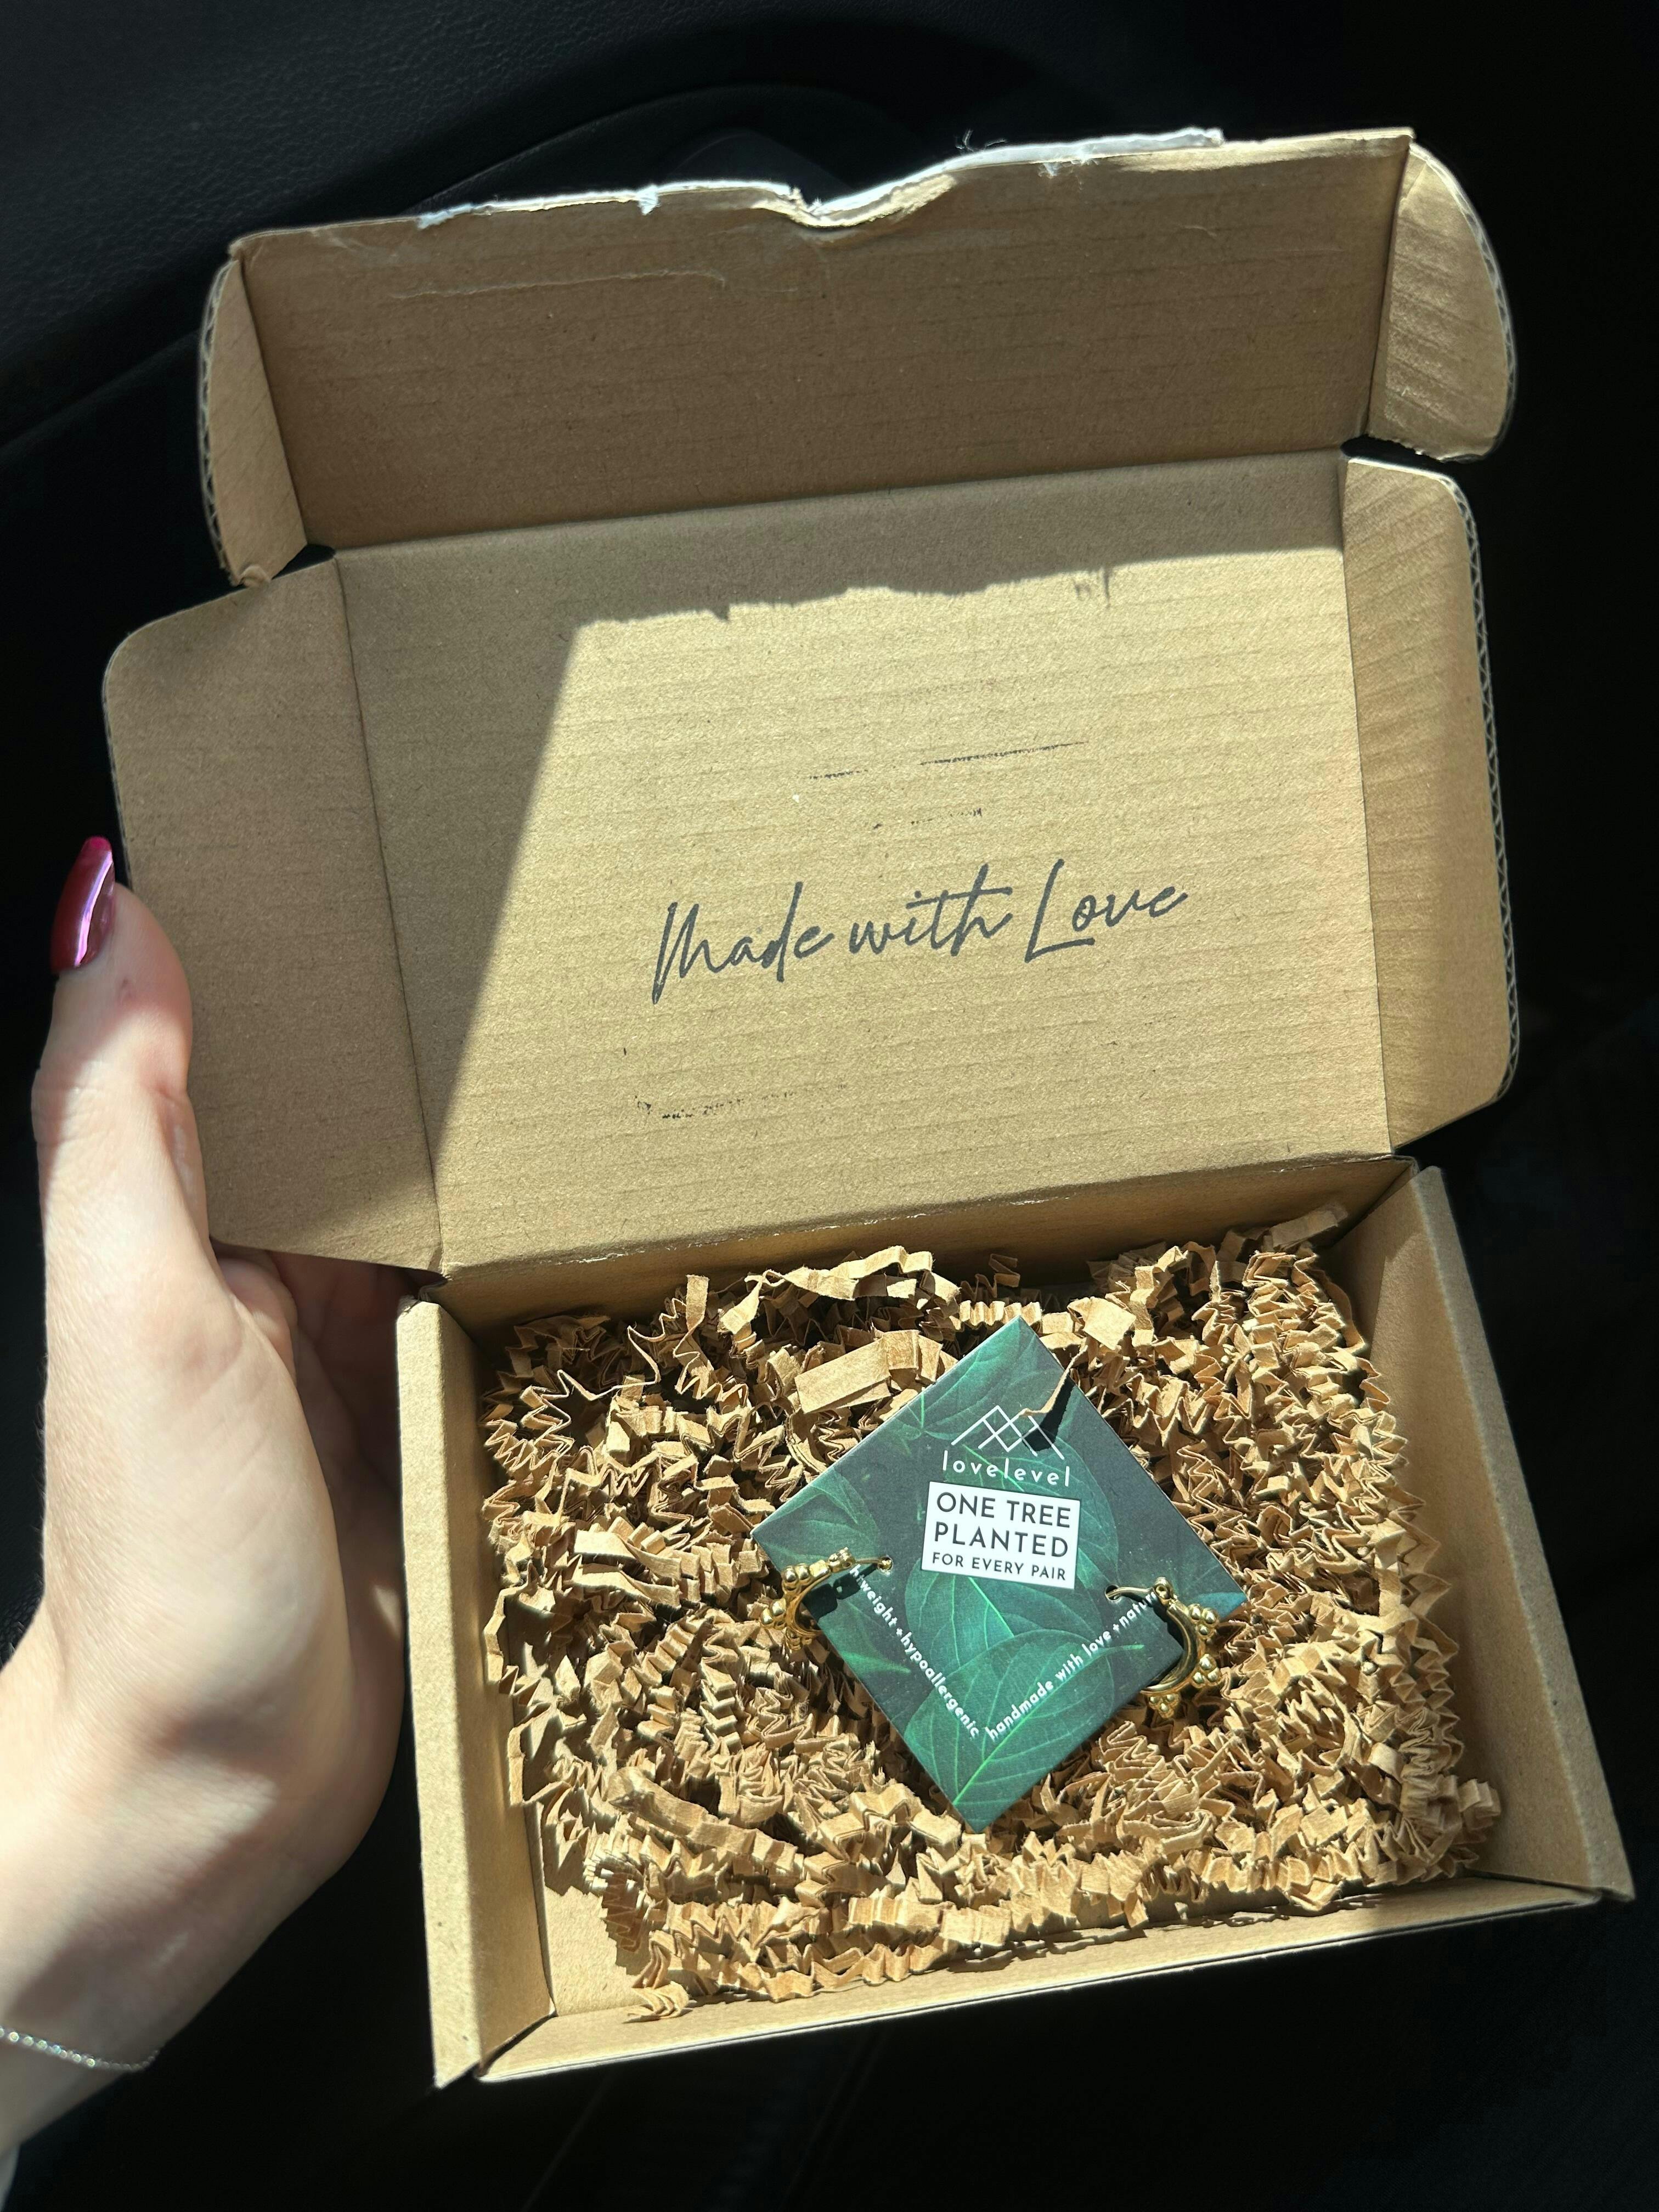 Made with Love
lovelevel
ONE TREE
PLANTED
FOR EVERY PAIR
+ hypoallergenic
handmade with love +